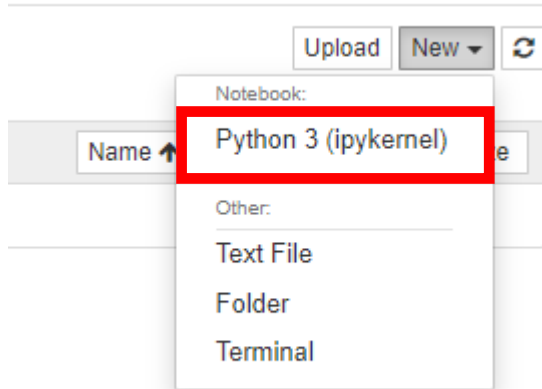 Upload New
Notebook:
Name
Python 3 (ipykernel)
Other:
Text File
Folder
Terminal